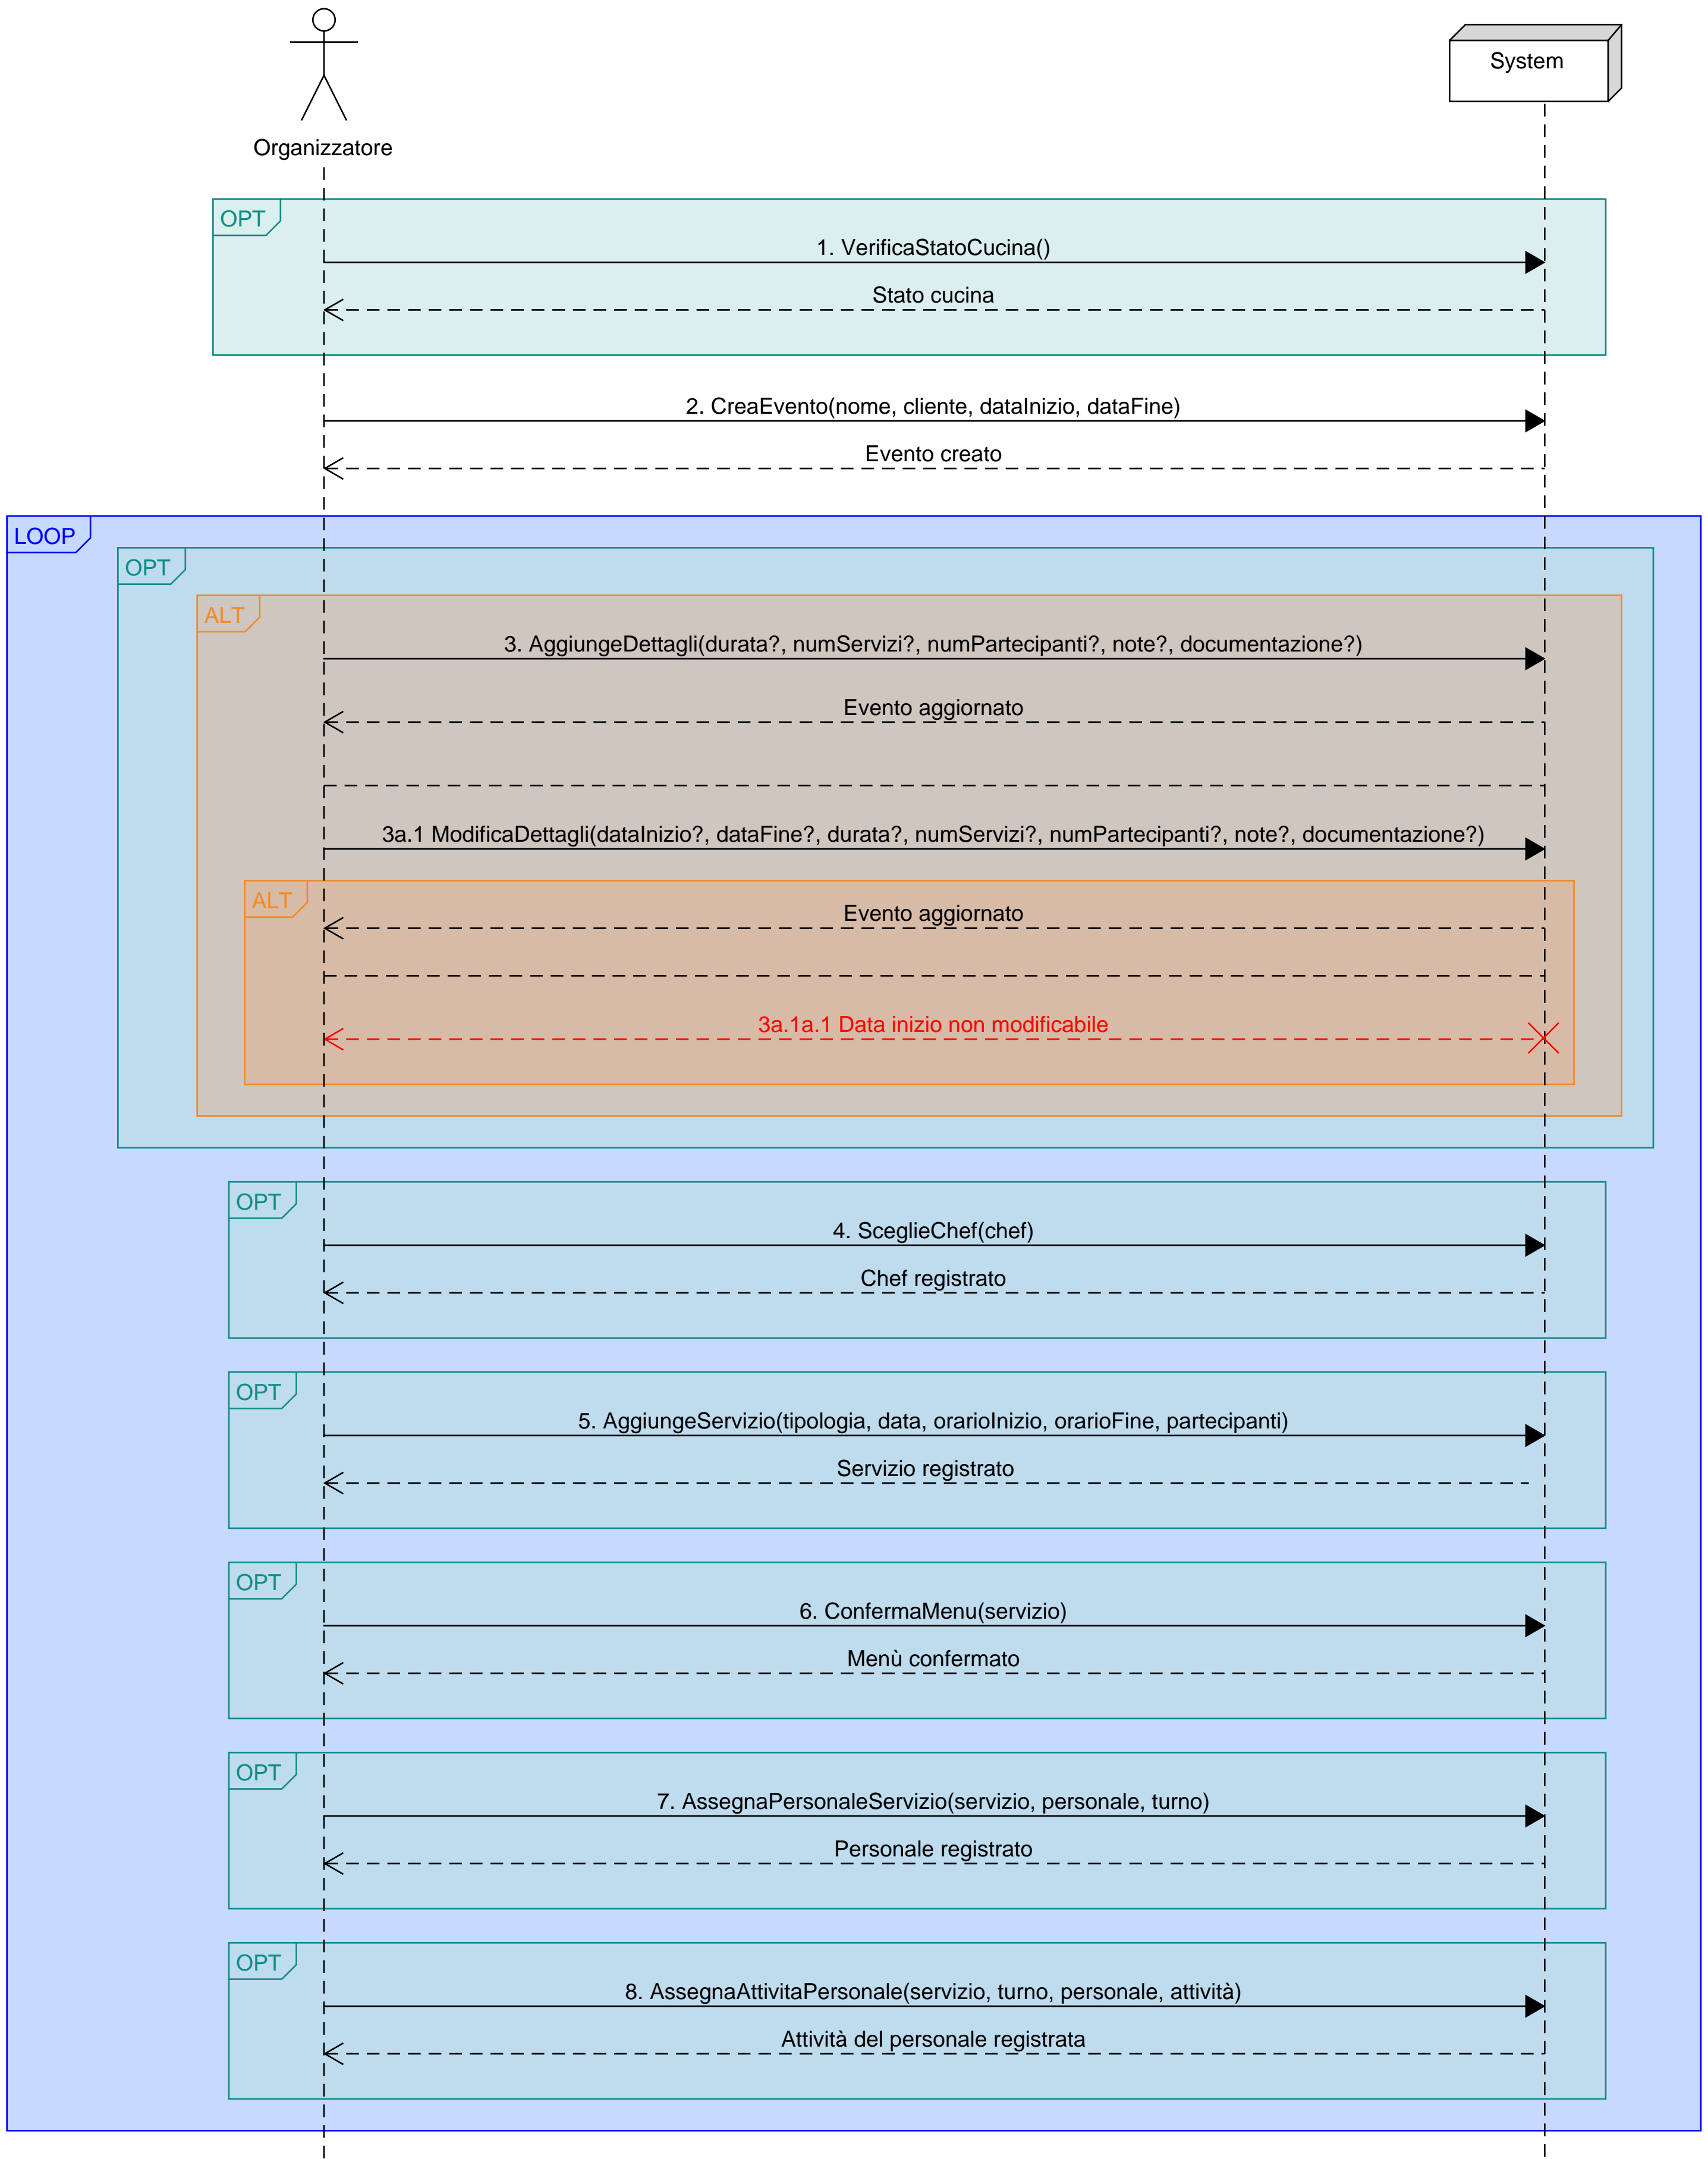 System
Organizzatore
OPT
1. VerificaStatoCucina()
Stato cucina
2. CreaEvento(nome, cliente, dataInizio, dataFine)
Evento creato
LOOP
OPT
ALT
3. AggiungeDettagli(durata?, numServizi?, numPartecipanti?, note?, documentazione?)
Evento aggiornato
3a.1 ModificaDettagli(dataInizio?, dataFine?, durata?, numServizi?, numPartecipanti?, note?, documentazione?)
ALT
Evento aggiornato
3a.1a.1 Data inizio non modificabile
OPT
4. SceglieChef(chef)
Chef registrato
OPT
5. AggiungeServizio(tipologia, data, orarioInizio, orarioFine, partecipanti)
Servizio registrato
OPT
6. ConfermaMenu(servizio)
Menù confermato
OPT
7. AssegnaPersonaleServizio(servizio, personale, turno)
Personale registrato
OPT
8. AssegnaAttivitaPersonale(servizio, turno, personale, attività)
Attività del personale registrata